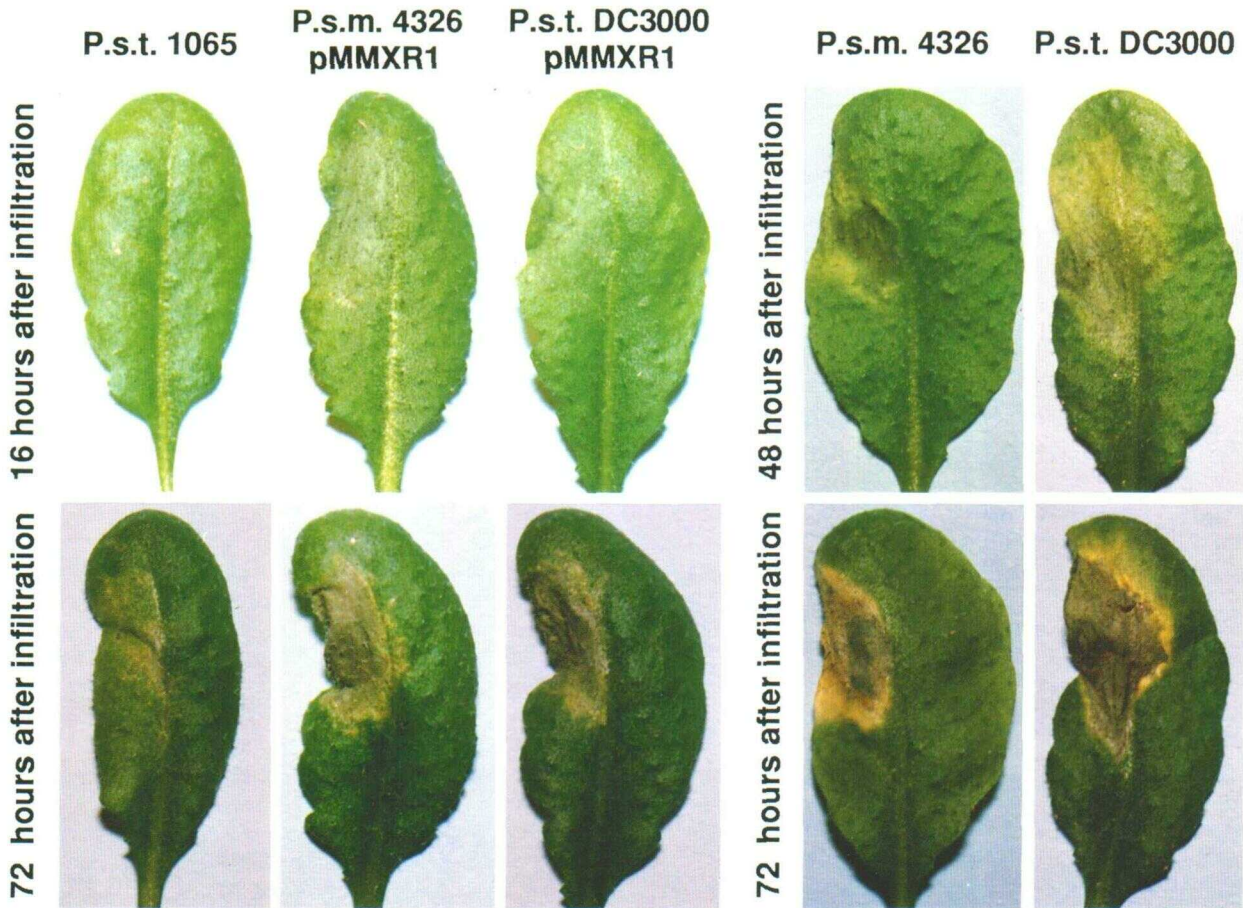 P.s.t. 1065
P.s.m. 4326
pMMXR1
P.s.t. DC3000
pMMXR1
P.s.m. 4326
P.s.t. DC3000
16 hours after infiltration
48 hours after infiltration
72 hours after infiltration
72 hours after infiltration